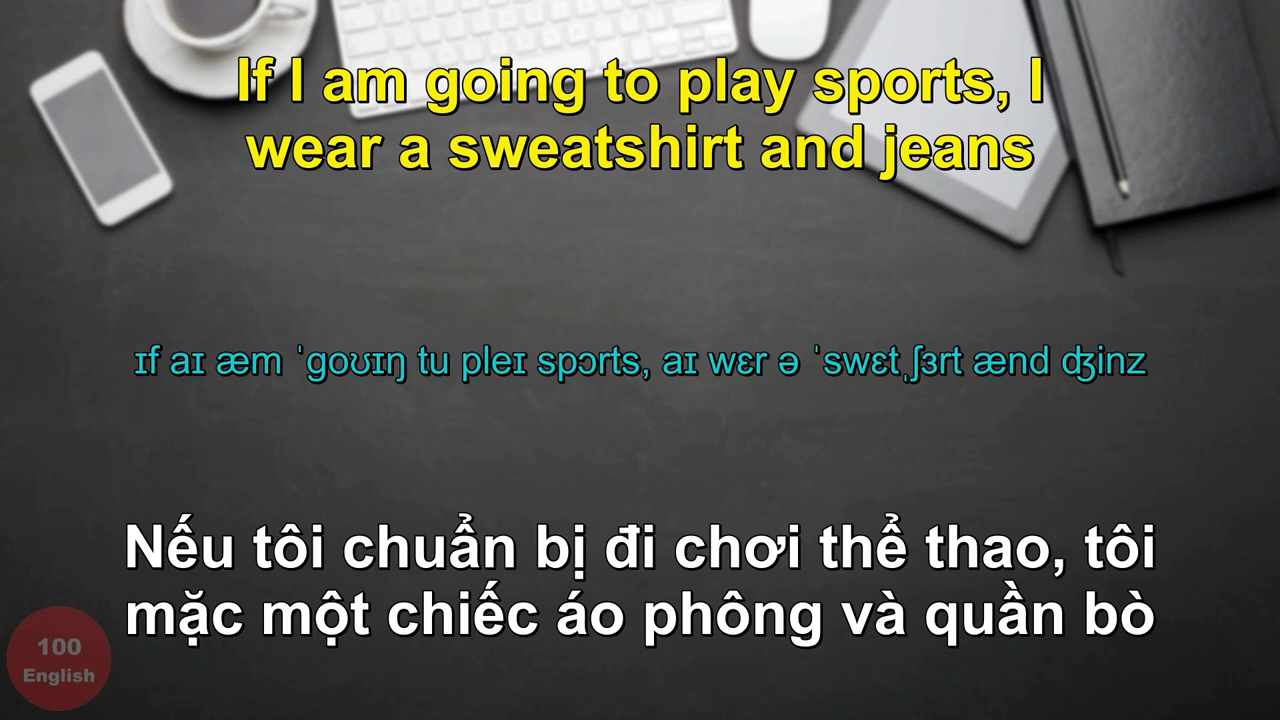 If I am going to play sports, I
wear a sweatshirt and jeans
ɪf aɪ æm ˈgoʊɪŋ tu pleɪ spɔrts, aɪ wɛr ə ˈswɛtˌʃɜrt ænd ʤinz
Nếu tôi chuẩn bị đi chơi thể thao, tôi
mặc một chiếc áo phông và quần bò
100
English